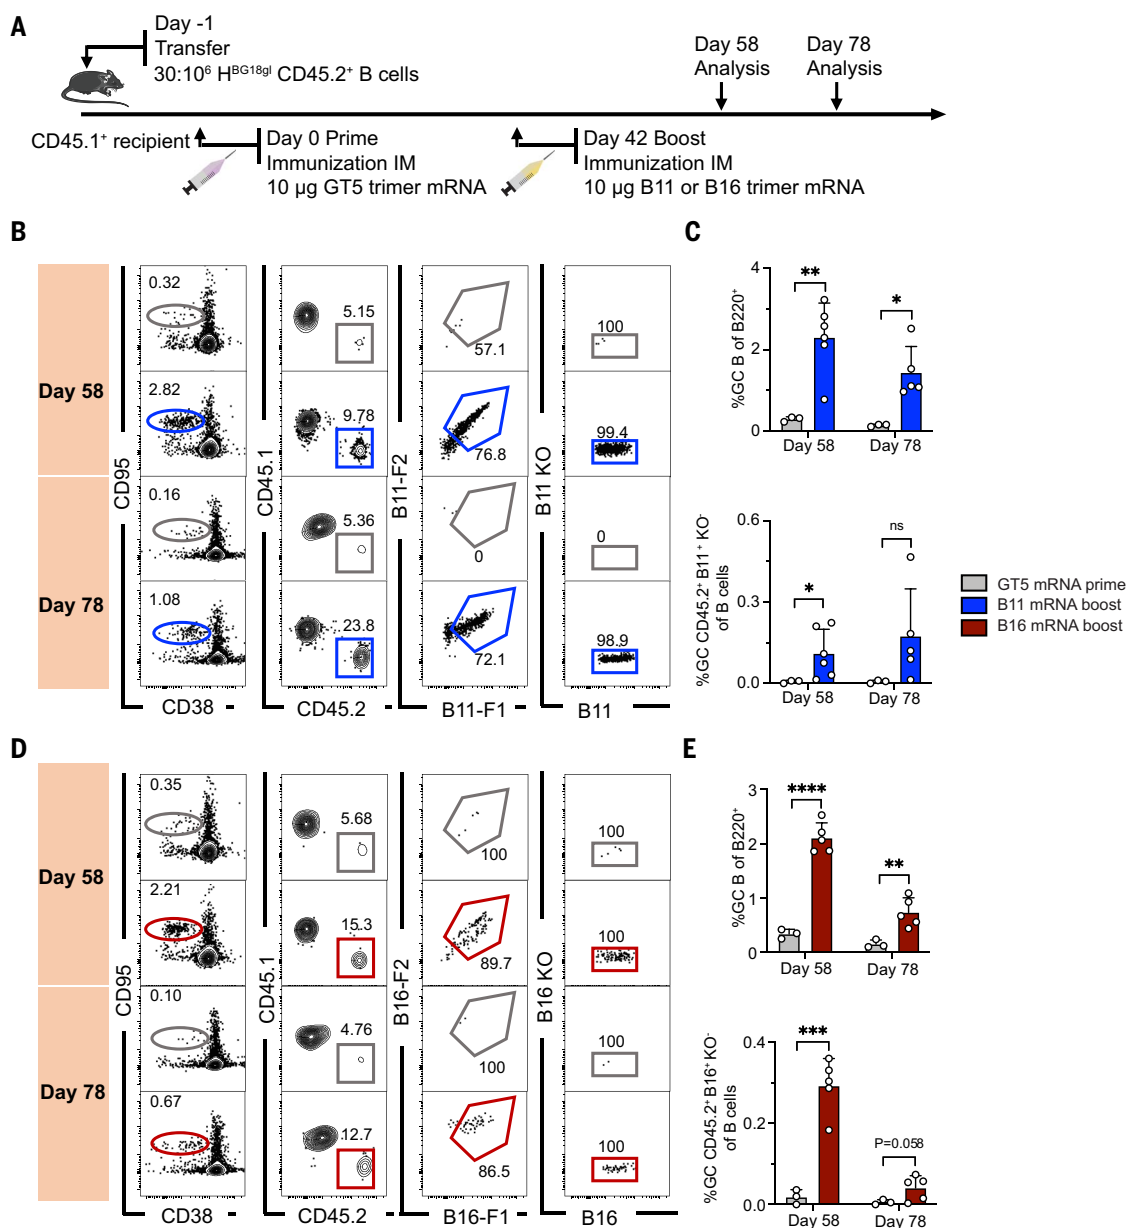 A
Day -1
Transfer
30:10⁶ Hᴮᴳ¹⁸ᵍˡ CD45.2⁺ B cells
Day 58
Analysis
Day 78
Analysis
CD45.1⁺ recipient
Day 0 Prime
Immunization IM
10 µg GT5 trimer mRNA
Day 42 Boost
Immunization IM
10 µg B11 or B16 trimer mRNA
B
Day 58
Day 78
CD95
CD45.1
B11-F2
B11 KO
0.32
5.15
57.1
100
2.82
9.78
76.8
99.4
0.16
5.36
0
0
1.08
23.8
72.1
98.9
CD38
CD45.2
B11-F1
B11
C
%GC B of B220⁺
4
2
0
**
*
Day 58
Day 78
%GC CD45.2⁺ B11⁺ KO⁻
of B cells
0.6
0.3
0.0
*
ns
Day 58
Day 78
GT5 mRNA prime
B11 mRNA boost
B16 mRNA boost
D
Day 58
Day 78
CD95
CD45.1
B16-F2
B16 KO
0.35
5.68
100
100
2.21
15.3
89.7
100
0.10
4.76
100
100
0.67
12.7
86.5
100
CD38
CD45.2
B16-F1
B16
E
%GC B of B220⁺
3
2
1
0
****
**
Day 58
Day 78
%GC CD45.2⁺ B16⁺ KO⁻
of B cells
0.4
0.2
0.0
***
P=0.058
Day 58
Day 78